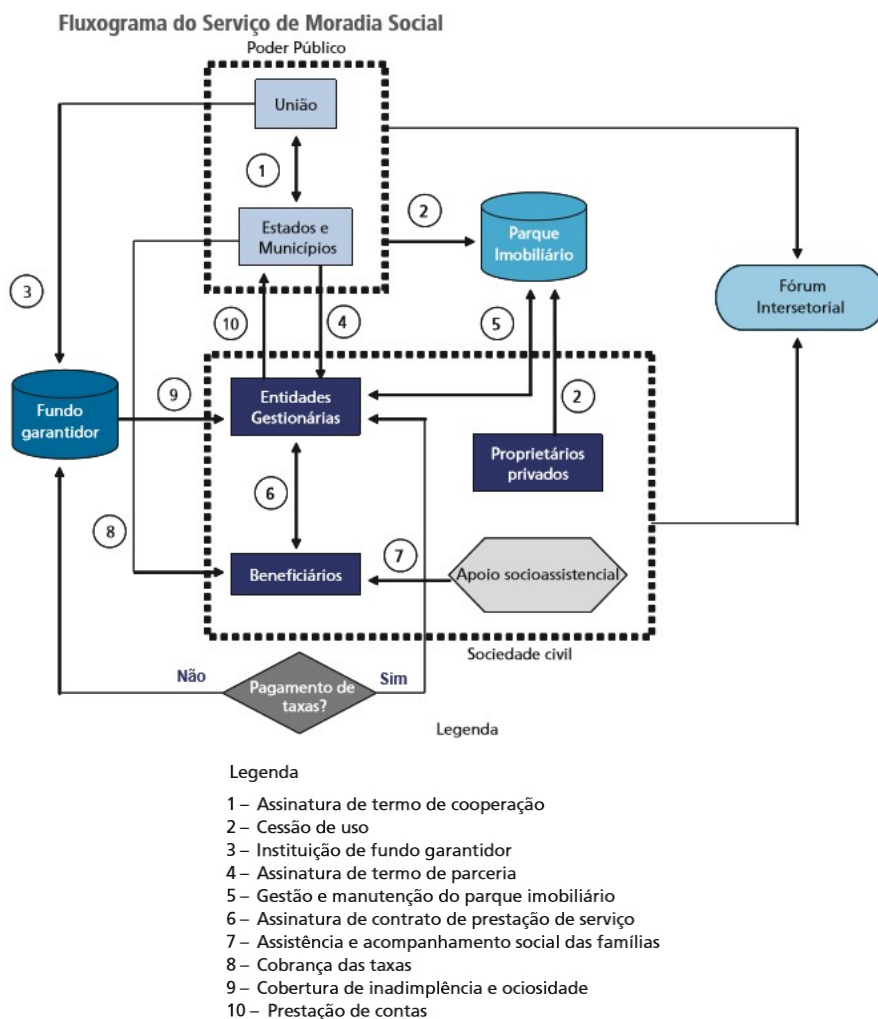 Fluxograma do Serviço de Moradia Social
Poder Público
União
1
Estados e
Municípios
2
Parque
Imobiliário
Fórum
Intersetorial
3
10
4
5
Fundo
garantidor
9
Entidades
Gestionárias
2
Proprietários
privados
6
8
7
Beneficiários
Apoio socioassistencial
Sociedade civil
Não
Pagamento de
taxas?
Sim
Legenda
Legenda
1 – Assinatura de termo de cooperação
2 – Cessão de uso
3 – Instituição de fundo garantidor
4 – Assinatura de termo de parceria
5 – Gestão e manutenção do parque imobiliário
6 – Assinatura de contrato de prestação de serviço
7 – Assistência e acompanhamento social das famílias
8 – Cobrança das taxas
9 – Cobertura de inadimplência e ociosidade
10 – Prestação de contas